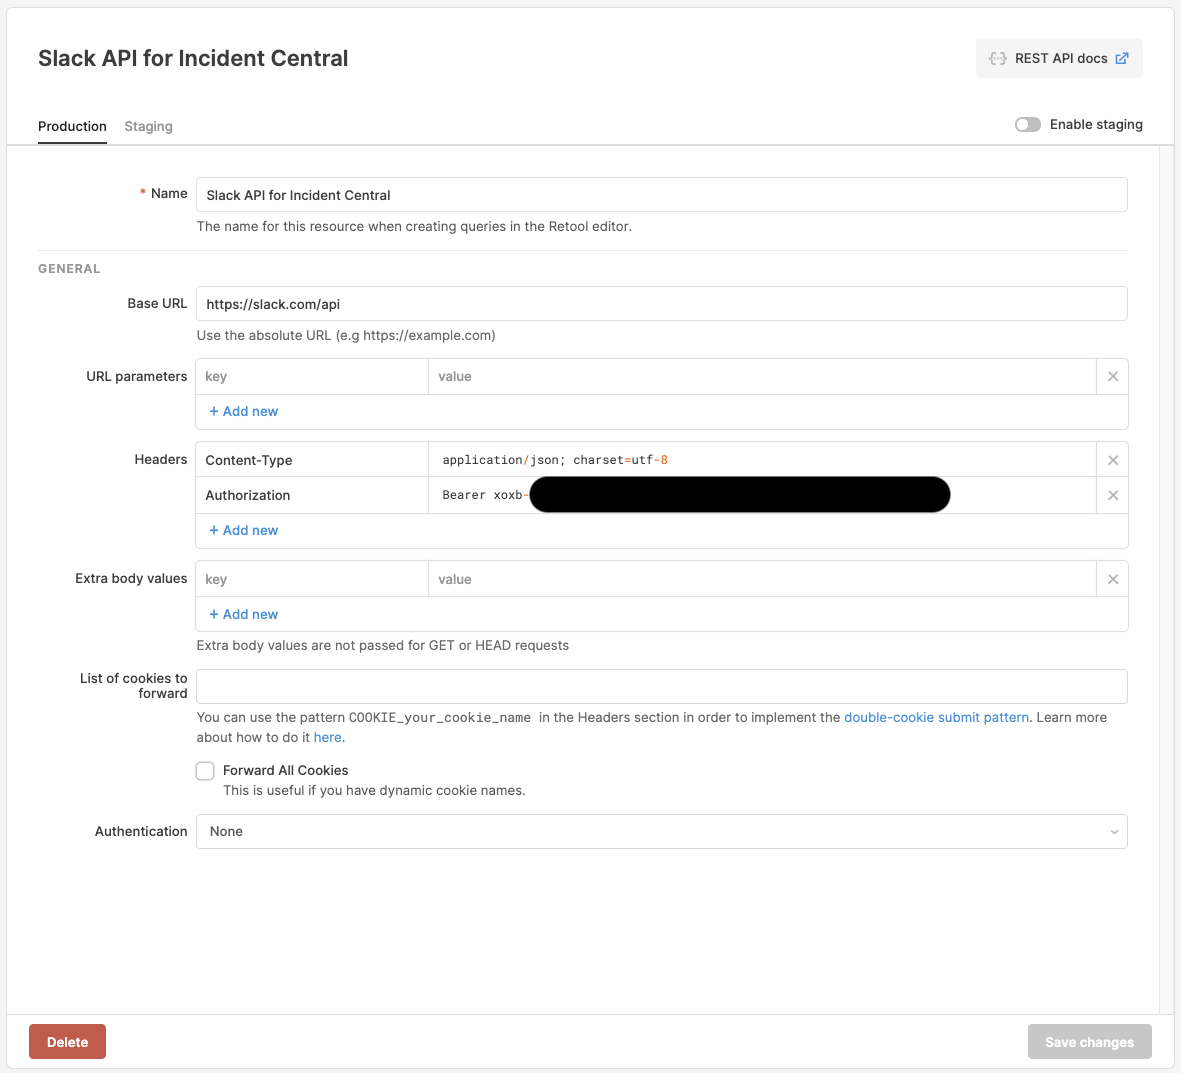 Slack API for Incident Central
REST API docs
Production Staging
Enable staging
* Name
Slack API for Incident Central
The name for this resource when creating queries in the Retool editor.
GENERAL
Base URL
https://slack.com/api
Use the absolute URL (e.g https://example.com)
URL parameters
key value
+ Add new
Headers
Content-Type application/json; charset=utf-8
Authorization Bearer xoxb-
+ Add new
Extra body values
key value
+ Add new
Extra body values are not passed for GET or HEAD requests
List of cookies to
forward
You can use the pattern COOKIE_your_cookie_name in the Headers section in order to implement the double-cookie submit pattern. Learn more
about how to do it here.
Forward All Cookies
This is useful if you have dynamic cookie names.
Authentication
None
Delete
Save changes